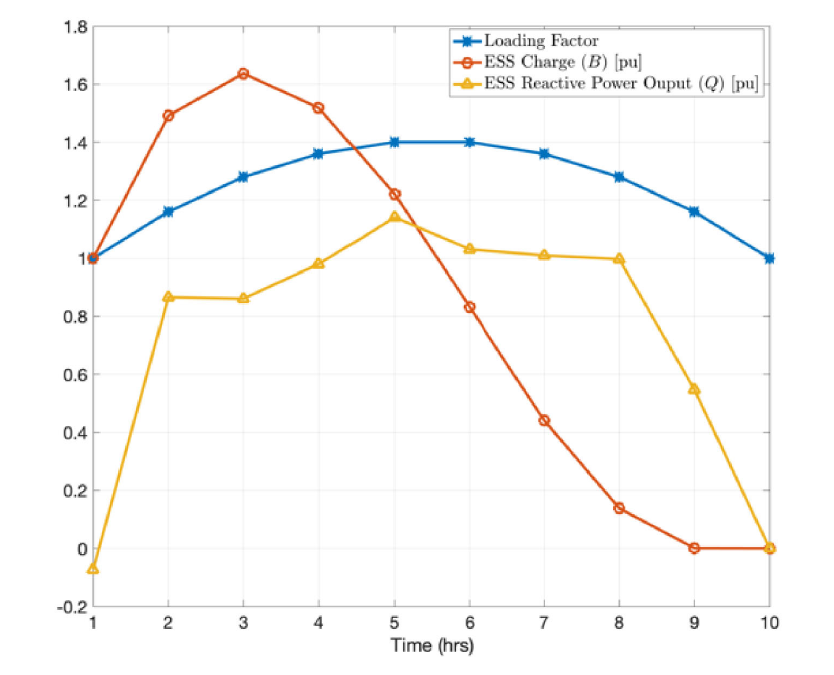 1.8
1.6
1.4
1.2
1
0.8
0.6
0.4
0.2
0
-0.2
Loading Factor
ESS Charge (B) [pu]
ESS Reactive Power Ouput (Q) [pu]
1 2 3 4 5 6 7 8 9 10
Time (hrs)